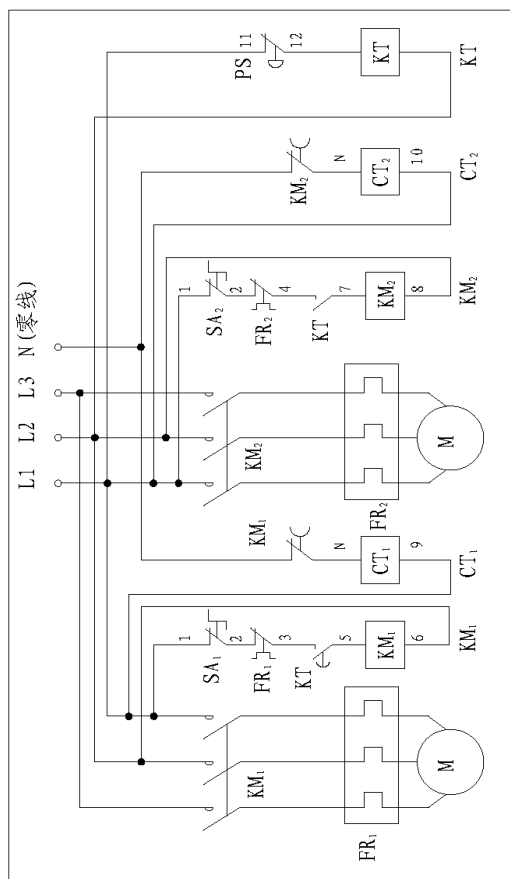 L1
L2
L3
N(零线)
KM₁
FR₁
M
1
SA₁
2
FR₁
3
KT
5
KM₁
6
KM₁
KM₁
N
CT₁
9
CT₁
KM₂
FR₂
M
1
SA₂
2
FR₂
4
KT
7
KM₂
8
KM₂
KM₂
N
CT₂
10
CT₂
PS
11
12
KT
KT